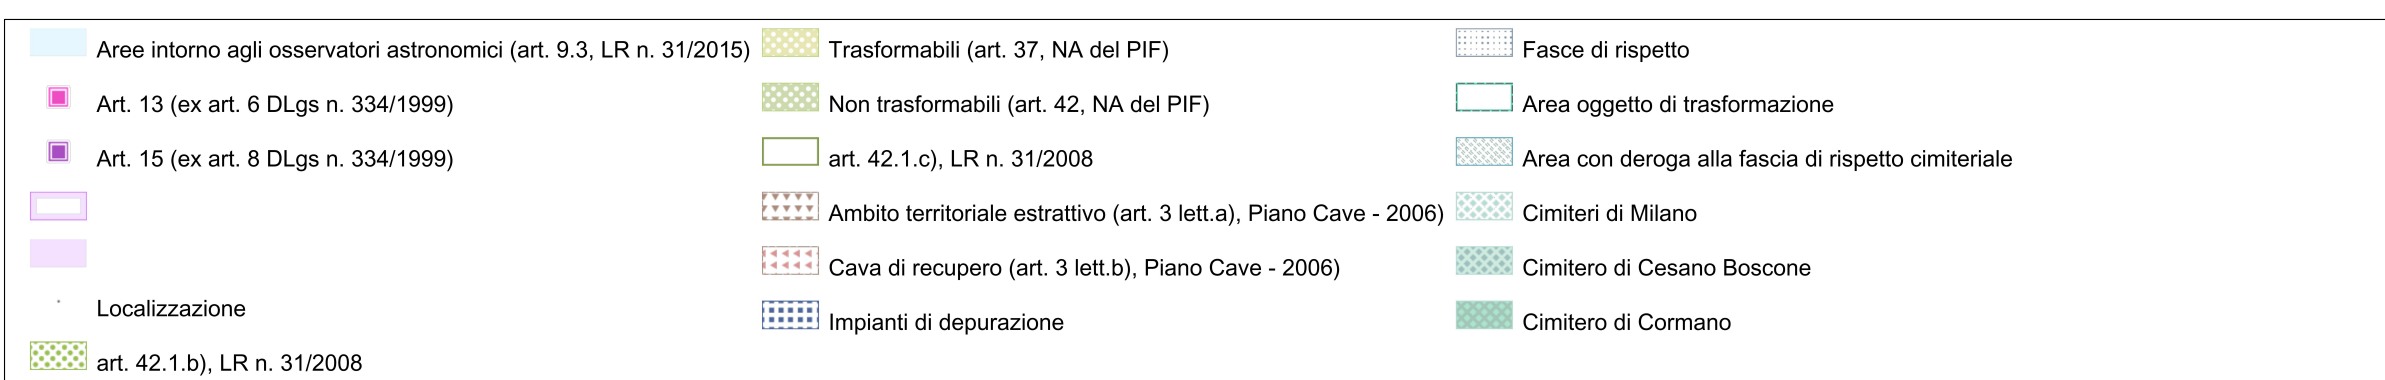 Aree intorno agli osservatori astronomici (art. 9.3, LR n. 31/2015)
Art. 13 (ex art. 6 DLgs n. 334/1999)
Art. 15 (ex art. 8 DLgs n. 334/1999)
Localizzazione
art. 42.1.b), LR n. 31/2008
Trasformabili (art. 37, NA del PIF)
Non trasformabili (art. 42, NA del PIF)
art. 42.1.c), LR n. 31/2008
Ambito territoriale estrattivo (art. 3 lett.a), Piano Cave - 2006)
Cava di recupero (art. 3 lett.b), Piano Cave - 2006)
Impianti di depurazione
Fasce di rispetto
Area oggetto di trasformazione
Area con deroga alla fascia di rispetto cimiteriale
Cimiteri di Milano
Cimitero di Cesano Boscone
Cimitero di Cormano